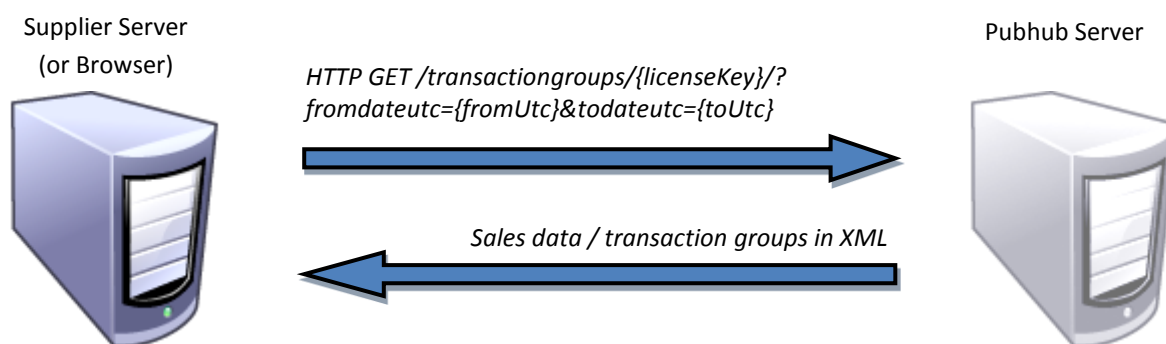 Supplier Server
(or Browser)
Pubhub Server
HTTP GET /transactiongroups/{licenseKey}/?
fromdateutc={fromUtc}&todateutc={toUtc}
Sales data / transaction groups in XML